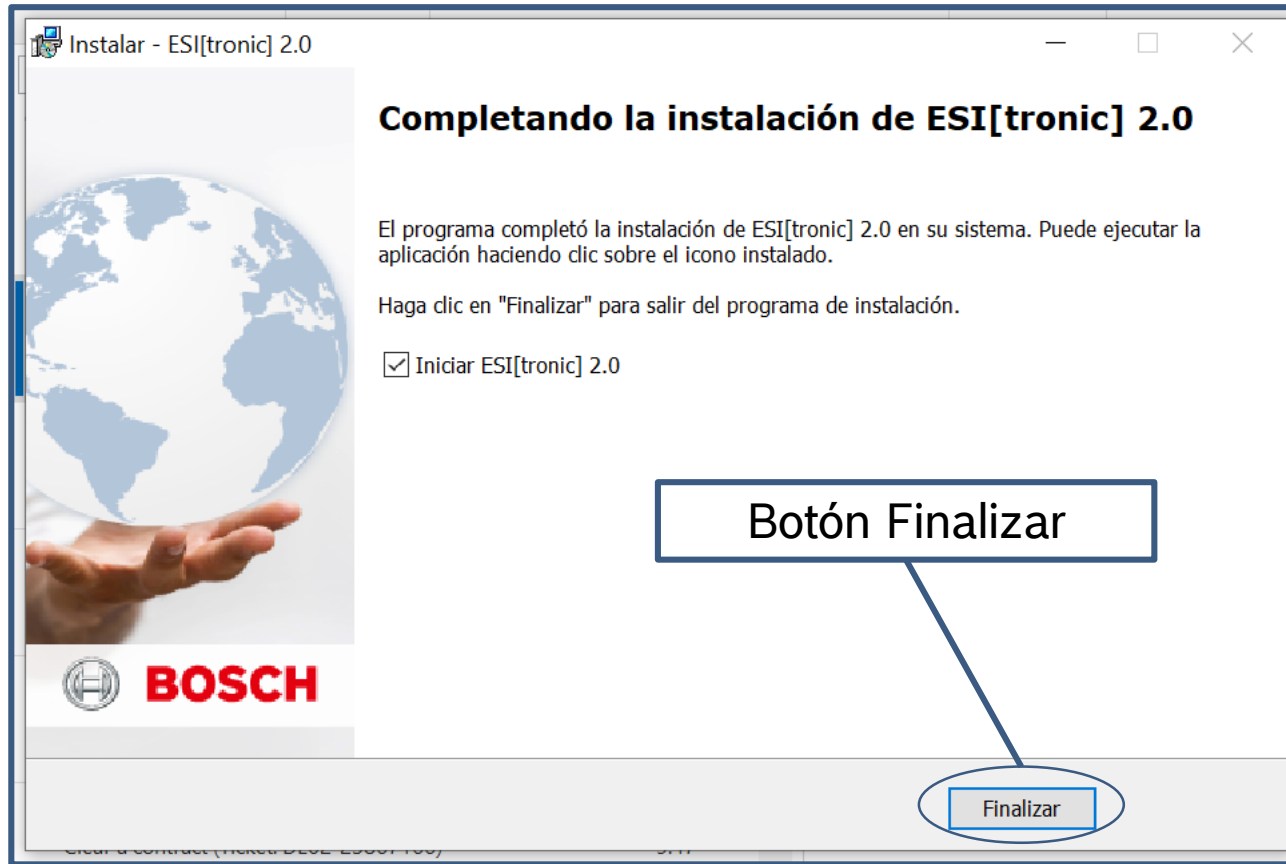 Instalar - ESI[tronic] 2.0
Completando la instalación de ESI[tronic] 2.0
El programa completó la instalación de ESI[tronic] 2.0 en su sistema. Puede ejecutar la
aplicación haciendo clic sobre el icono instalado.
Haga clic en "Finalizar" para salir del programa de instalación.
Iniciar ESI[tronic] 2.0
Botón Finalizar
BOSCH
Finalizar